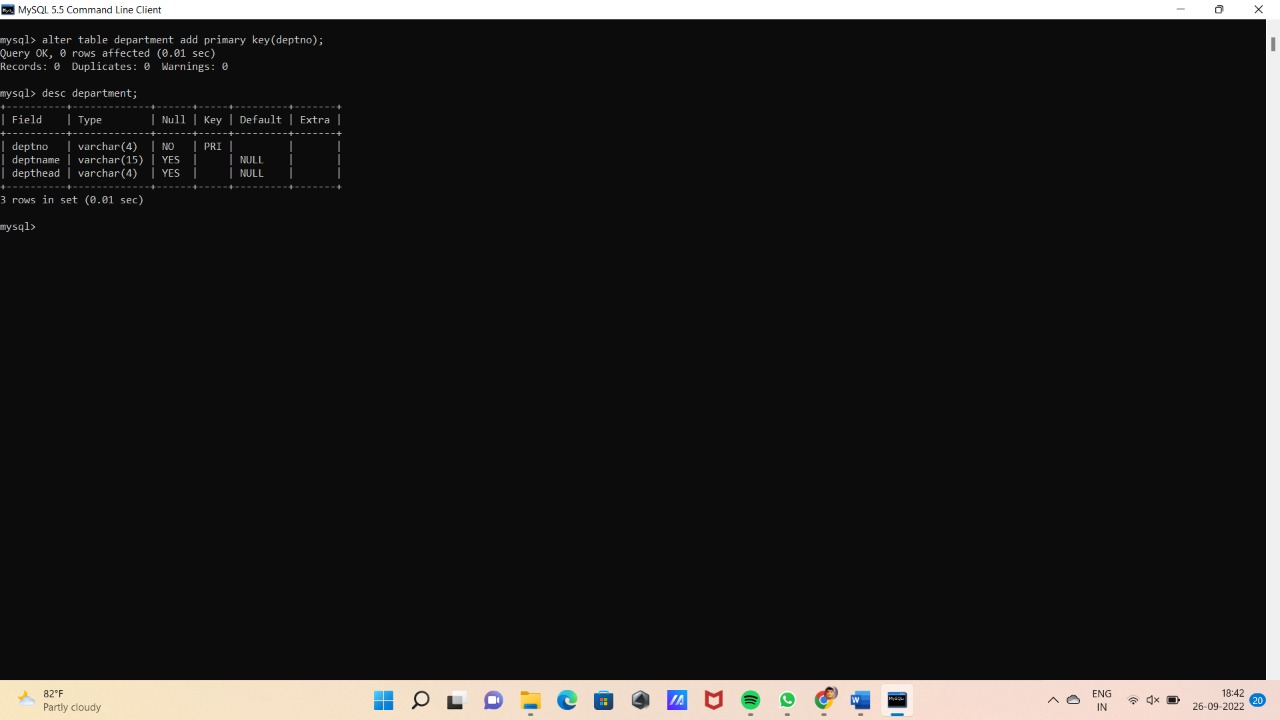 MySQL 5.5 Command Line Client
mysql> alter table department add primary key(deptno);
Query OK, 0 rows affected (0.01 sec)
Records: 0  Duplicates: 0  Warnings: 0
mysql> desc department;
+----------+-------------+------+-----+---------+-------+
| Field    | Type        | Null | Key | Default | Extra |
+----------+-------------+------+-----+---------+-------+
| deptno   | varchar(4)  | NO   | PRI |         |       |
| deptname | varchar(15) | YES  |     | NULL    |       |
| depthead | varchar(4)  | YES  |     | NULL    |       |
+----------+-------------+------+-----+---------+-------+
3 rows in set (0.01 sec)
mysql>
82°F
Partly cloudy
ENG
IN
18:42
26-09-2022
20